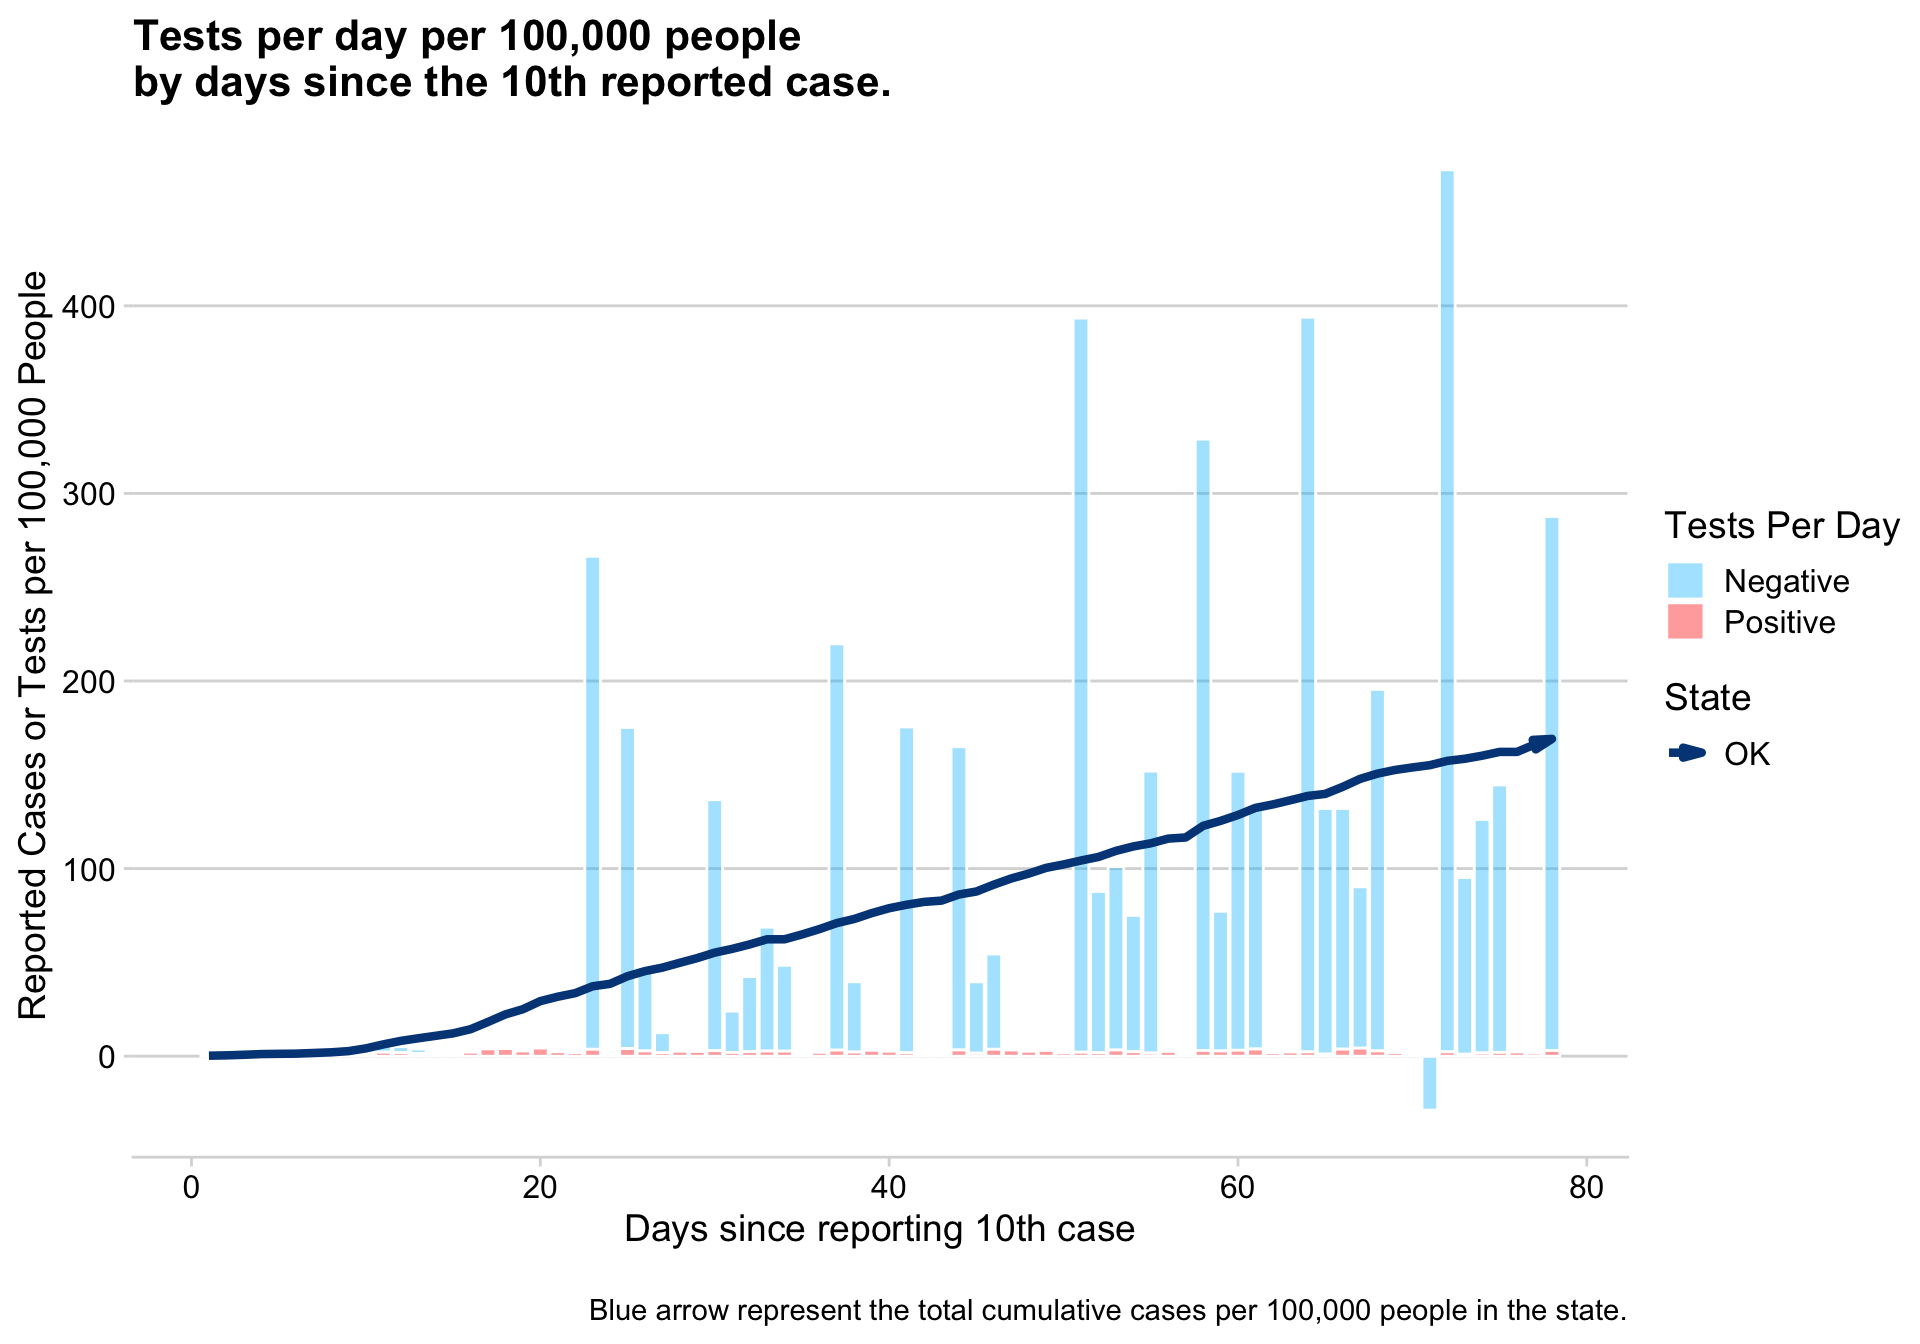 Tests per day per 100,000 people
by days since the 10th reported case.
Reported Cases or Tests per 100,000 People
400
300
200
100
0
0
20
40
60
80
Days since reporting 10th case
Tests Per Day
Negative
Positive
State
OK
Blue arrow represent the total cumulative cases per 100,000 people in the state.